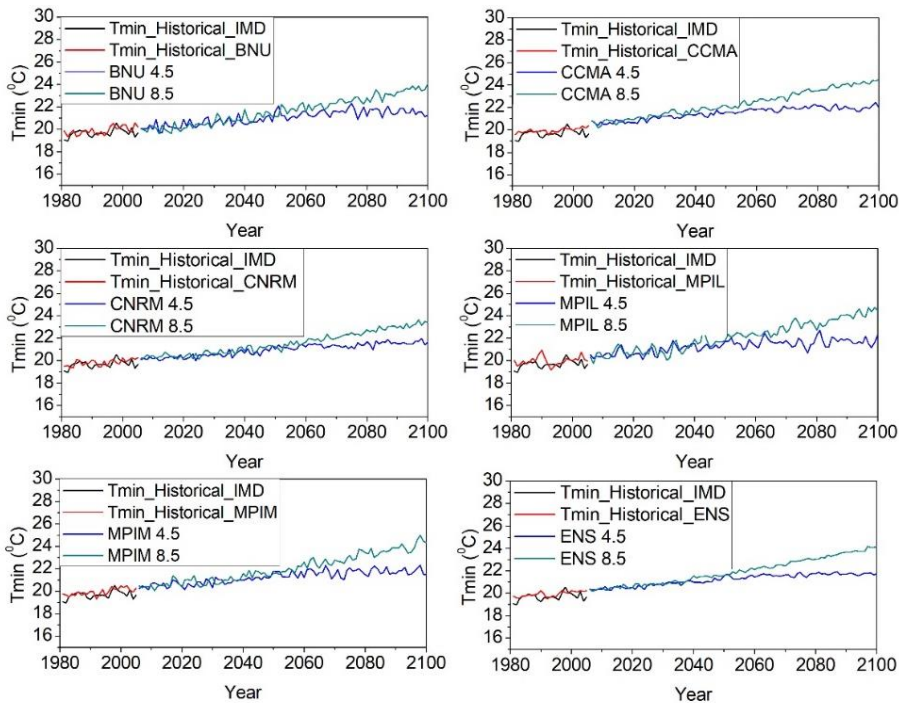 30
28
26
24
22
20
18
16
Tmin (⁰C)
Tmin_Historical_IMD
Tmin_Historical_BNU
BNU 4.5
BNU 8.5
1980 2000 2020 2040 2060 2080 2100
Year
30
28
26
24
22
20
18
16
Tmin (⁰C)
Tmin_Historical_IMD
Tmin_Historical_CCMA
CCMA 4.5
CCMA 8.5
1980 2000 2020 2040 2060 2080 2100
Year
30
28
26
24
22
20
18
16
Tmin (⁰C)
Tmin_Historical_IMD
Tmin_Historical_CNRM
CNRM 4.5
CNRM 8.5
1980 2000 2020 2040 2060 2080 2100
Year
30
28
26
24
22
20
18
16
Tmin (⁰C)
Tmin_Historical_IMD
Tmin_Historical_MPIL
MPIL 4.5
MPIL 8.5
1980 2000 2020 2040 2060 2080 2100
Year
30
28
26
24
22
20
18
16
Tmin (⁰C)
Tmin_Historical_IMD
Tmin_Historical_MPIM
MPIM 4.5
MPIM 8.5
1980 2000 2020 2040 2060 2080 2100
Year
30
28
26
24
22
20
18
16
Tmin (⁰C)
Tmin_Historical_IMD
Tmin_Historical_ENS
ENS 4.5
ENS 8.5
1980 2000 2020 2040 2060 2080 2100
Year